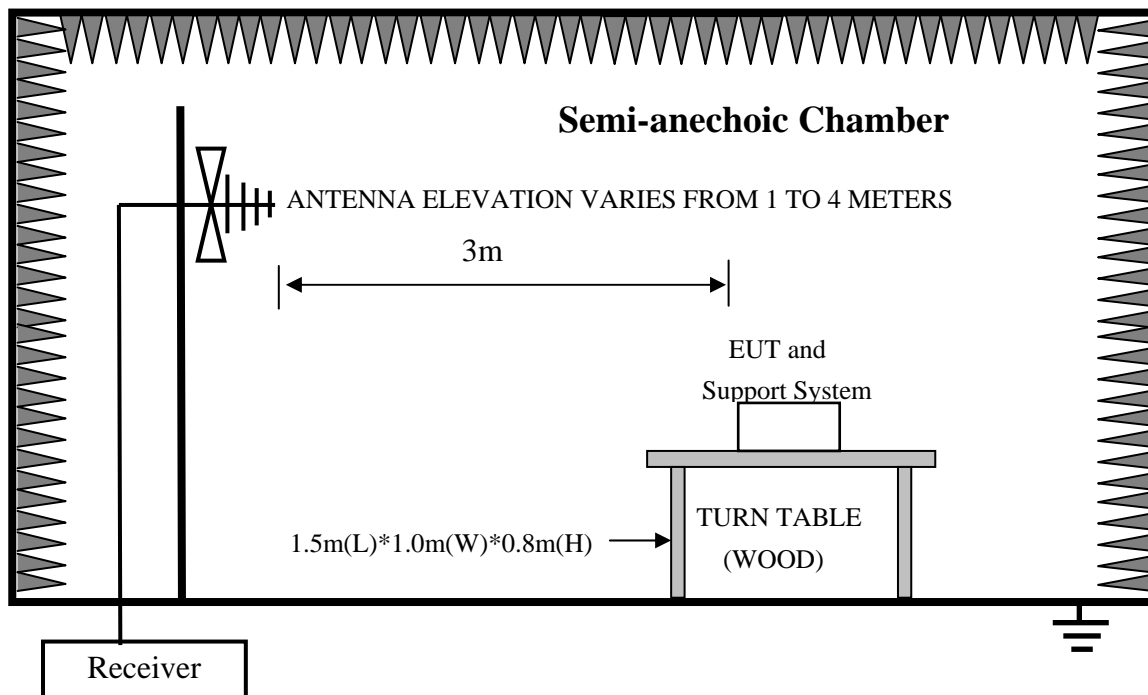 Semi-anechoic Chamber
ANTENNA ELEVATION VARIES FROM 1 TO 4 METERS
3m
EUT and
Support System
TURN TABLE
1.5m(L)*1.0m(W)*0.8m(H)
(WOOD)
Receiver